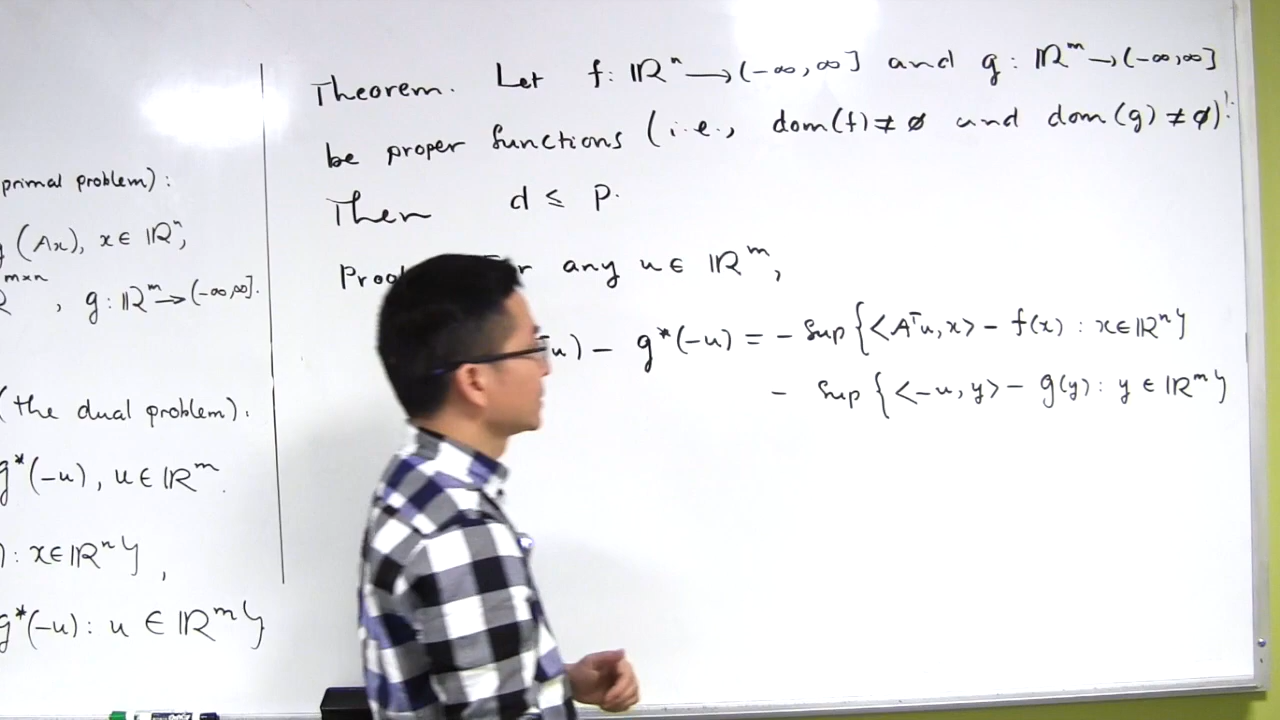 primal problem):
(Ax), x ∈ ℝⁿ,
m×n , g: ℝᵐ → (-∞,∞].
(the dual problem).
g*(-u), u ∈ ℝᵐ.
): x ∈ ℝⁿ},
g*(-u): u ∈ ℝᵐ}
Theorem. Let f: ℝⁿ → (-∞, ∞] and g: ℝᵐ → (-∞,∞]
be proper functions (i.e., dom(f) ≠ ∅ and dom(g) ≠ ∅).
Then d ≤ p.
any u ∈ ℝᵐ,
u) - g*(-u) = - sup {<Aᵀu, x> - f(x) : x ∈ ℝⁿ}
- sup {<-u, y> - g(y): y ∈ ℝᵐ}